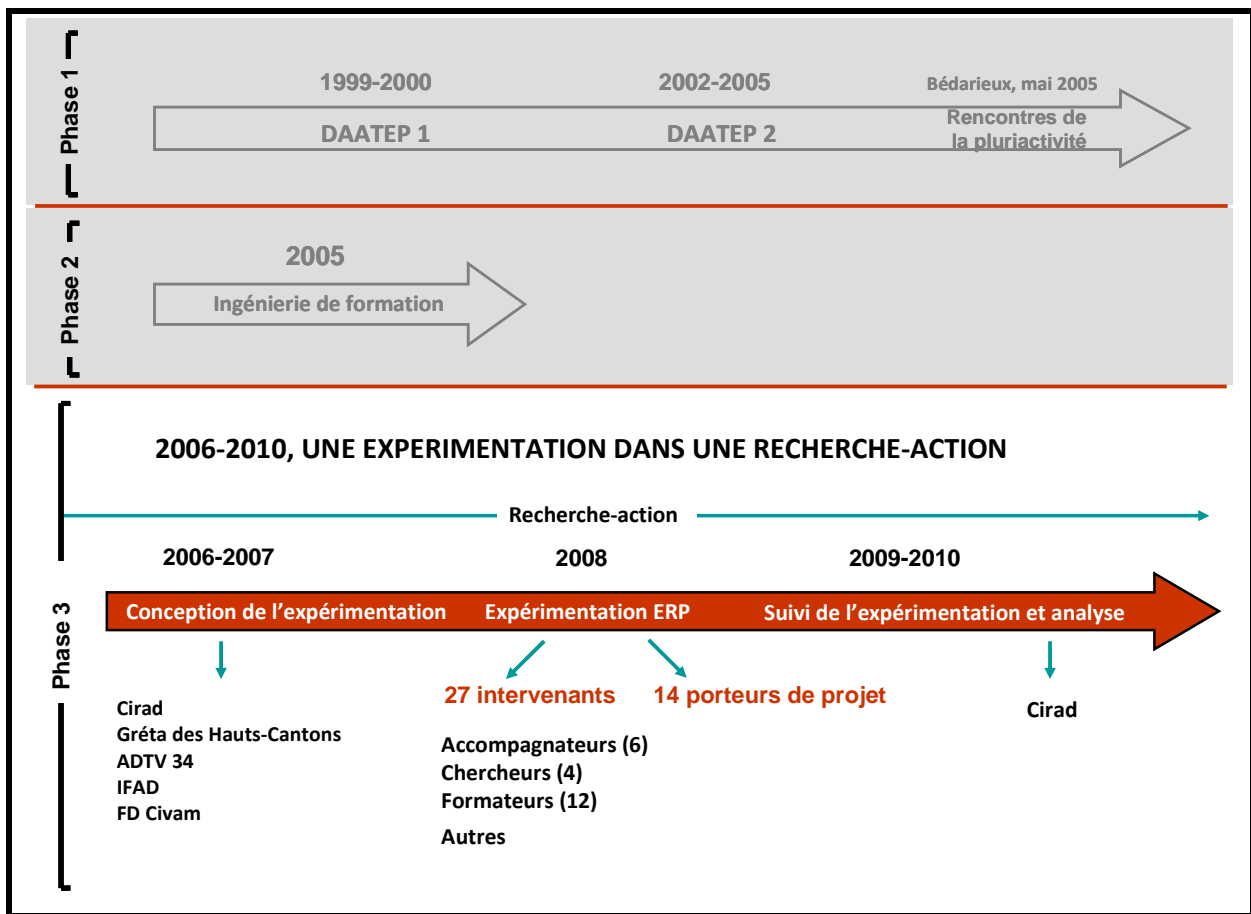 Phase 1
1999-2000
2002-2005
Bédarieux, mai 2005
DAATEP 1
DAATEP 2
Rencontres de
la pluriactivité
Phase 2
2005
Ingénierie de formation
Phase 3
2006-2010, UNE EXPERIMENTATION DANS UNE RECHERCHE-ACTION
Recherche-action
2006-2007
2008
2009-2010
Conception de l'expérimentation
Expérimentation ERP
Suivi de l'expérimentation et analyse
Cirad
Gréta des Hauts-Cantons
ADTV 34
IFAD
FD Civam
27 intervenants
14 porteurs de projet
Accompagnateurs (6)
Chercheurs (4)
Formateurs (12)
Autres
Cirad